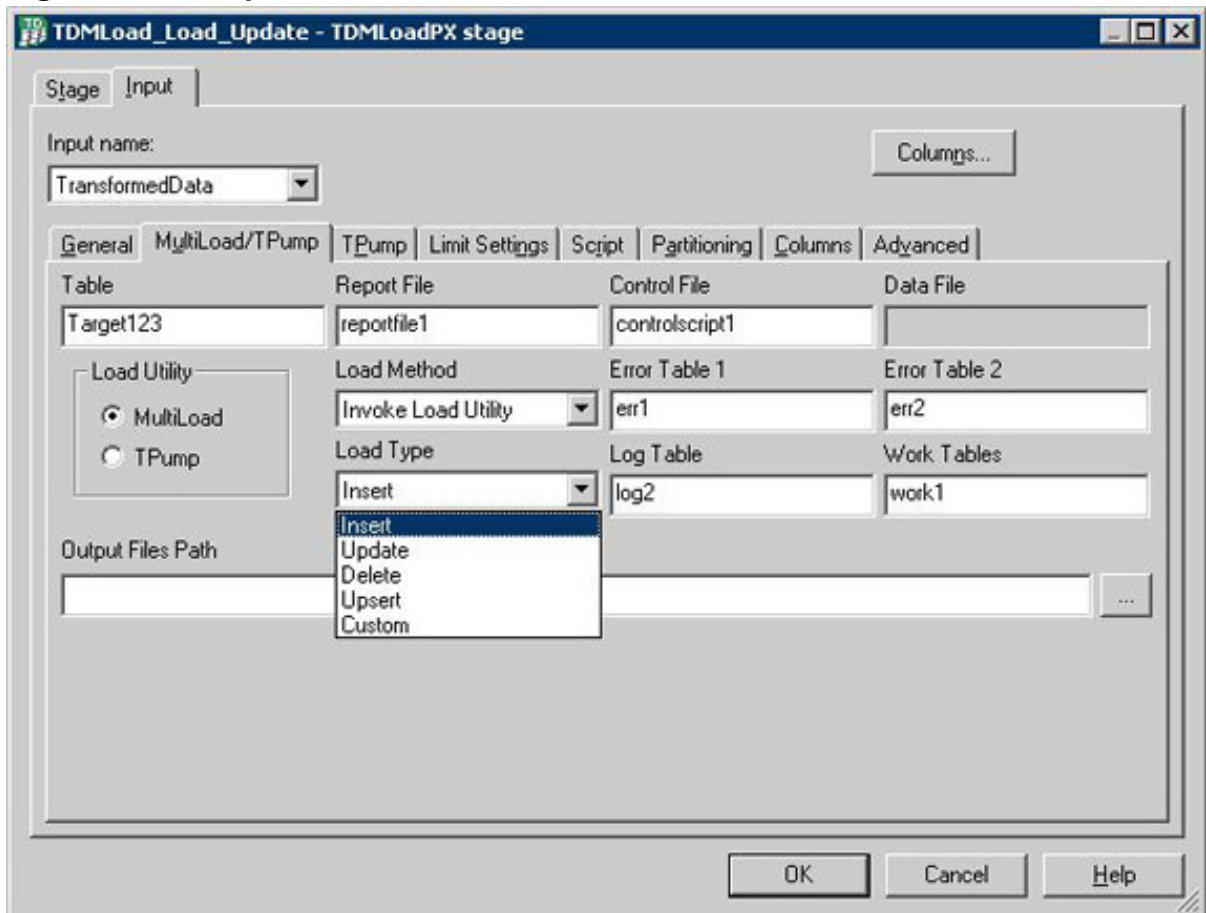 TDMLoad_Load_Update - TDMLoadPX stage
Stage Input
Input name:
Columns...
TransformedData
General MultiLoad/TPump TPump Limit Settings Script Partitioning Columns Advanced
Table Report File Control File Data File
Target123 reportfile1 controlscript1
Load Utility Load Method Error Table 1 Error Table 2
MultiLoad Invoke Load Utility err1 err2
TPump Load Type Log Table Work Tables
Insert log2 work1
Insert
Output Files Path Update
Delete
Upsert ...
Custom
OK Cancel Help